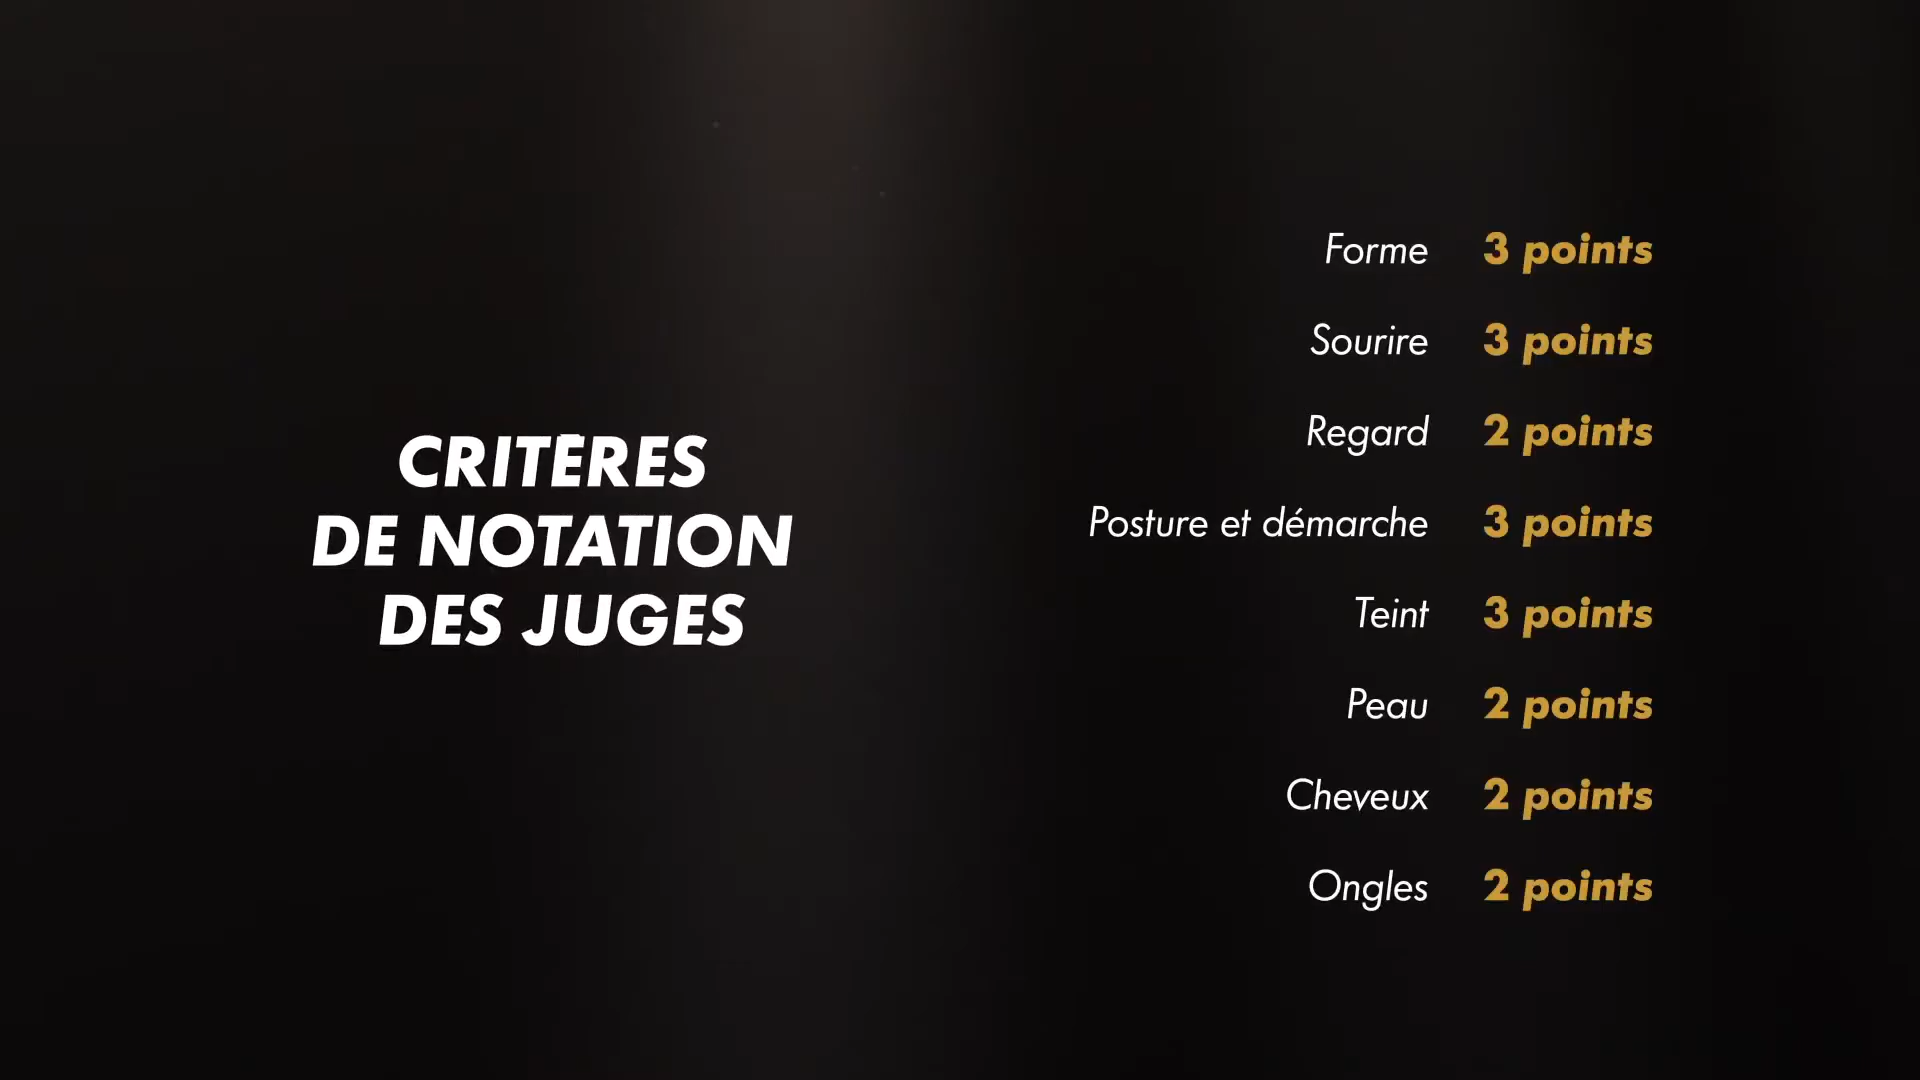 CRITÈRES
DE NOTATION
DES JUGES
Forme 3 points
Sourire 3 points
Regard 2 points
Posture et démarche 3 points
Teint 3 points
Peau 2 points
Cheveux 2 points
Ongles 2 points